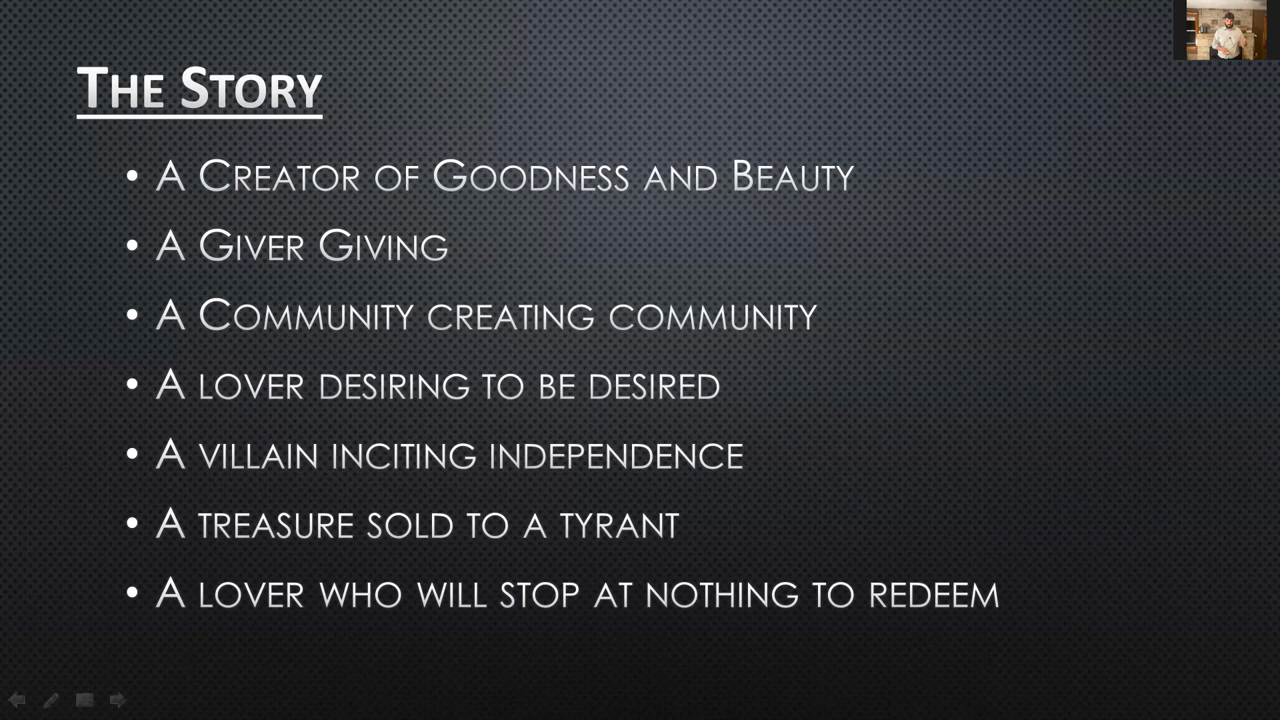 The Story
• A Creator of Goodness and Beauty
• A Giver Giving
• A Community creating community
• A lover desiring to be desired
• A villain inciting independence
• A treasure sold to a tyrant
• A lover who will stop at nothing to redeem